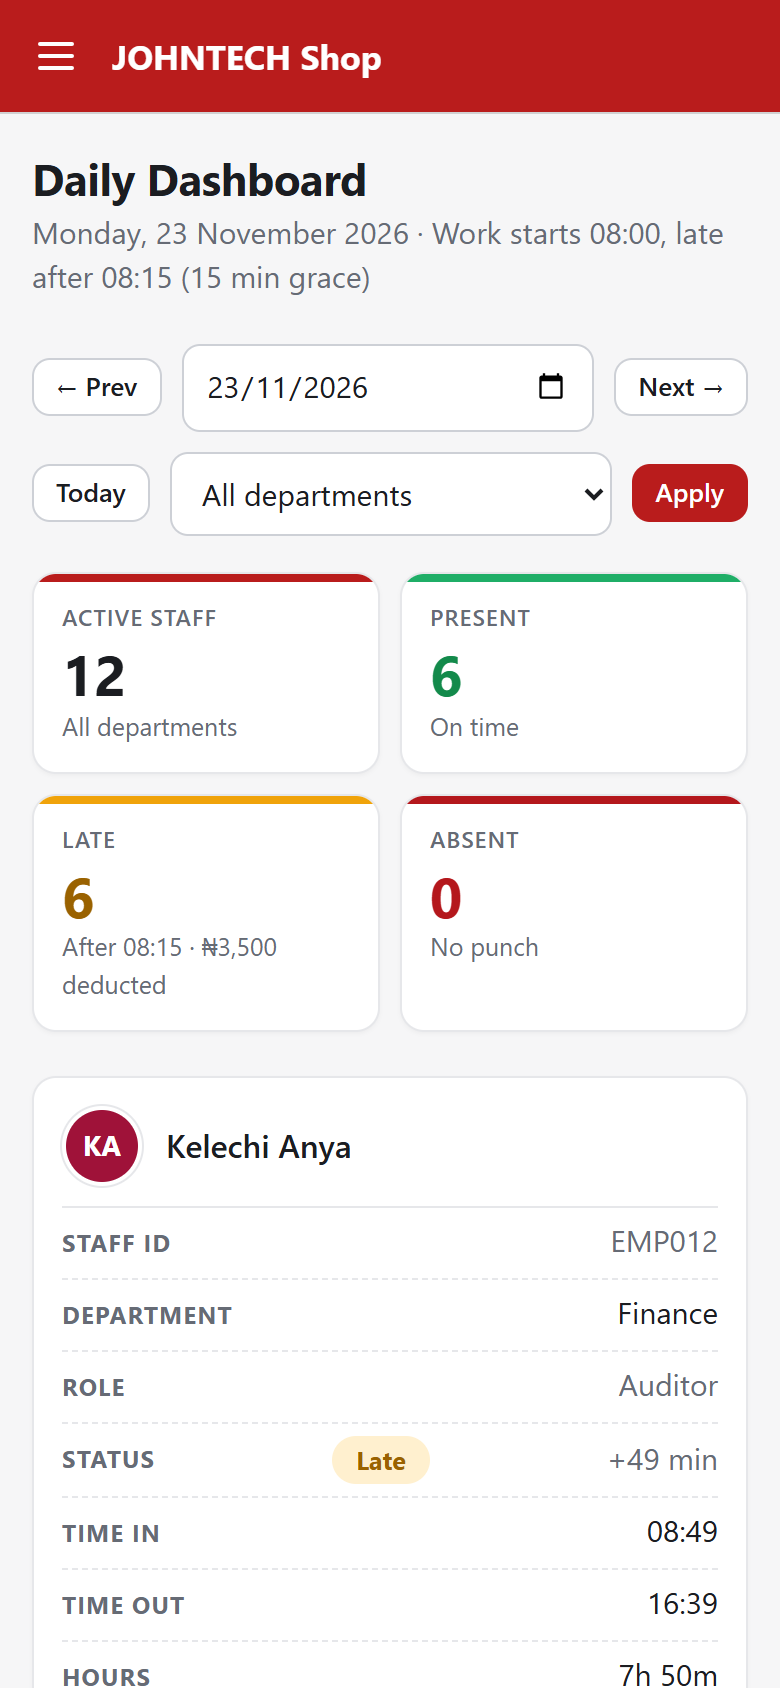 JOHNTECH Shop
Daily Dashboard
Monday, 23 November 2026 · Work starts 08:00, late
after 08:15 (15 min grace)
← Prev
23/11/2026
Next →
Today
All departments
Apply
ACTIVE STAFF
12
All departments
PRESENT
6
On time
LATE
6
After 08:15 · ₦3,500
deducted
ABSENT
0
No punch
KA
Kelechi Anya
STAFF ID
EMP012
DEPARTMENT
Finance
ROLE
Auditor
STATUS
Late
+49 min
TIME IN
08:49
TIME OUT
16:39
HOURS
7h 50m